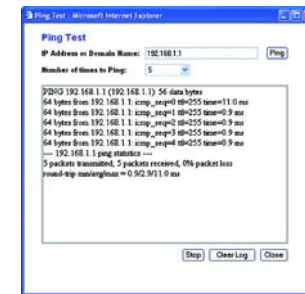 Ping Test - Microsoft Internet Explorer
Ping Test
IP Address or Domain Name: 192.168.1.1 Ping
Number of times to Ping: 5
PING 192.168.1.1 (192.168.1.1): 56 data bytes
64 bytes from 192.168.1.1: icmp_seq=0 ttl=255 time=11.0 ms
64 bytes from 192.168.1.1: icmp_seq=1 ttl=255 time=0.9 ms
64 bytes from 192.168.1.1: icmp_seq=2 ttl=255 time=0.9 ms
64 bytes from 192.168.1.1: icmp_seq=3 ttl=255 time=0.9 ms
64 bytes from 192.168.1.1: icmp_seq=4 ttl=255 time=0.9 ms
--- 192.168.1.1 ping statistics ---
5 packets transmitted, 5 packets received, 0% packet loss
round-trip min/avg/max = 0.9/2.9/11.0 ms
Stop Clear Log Close